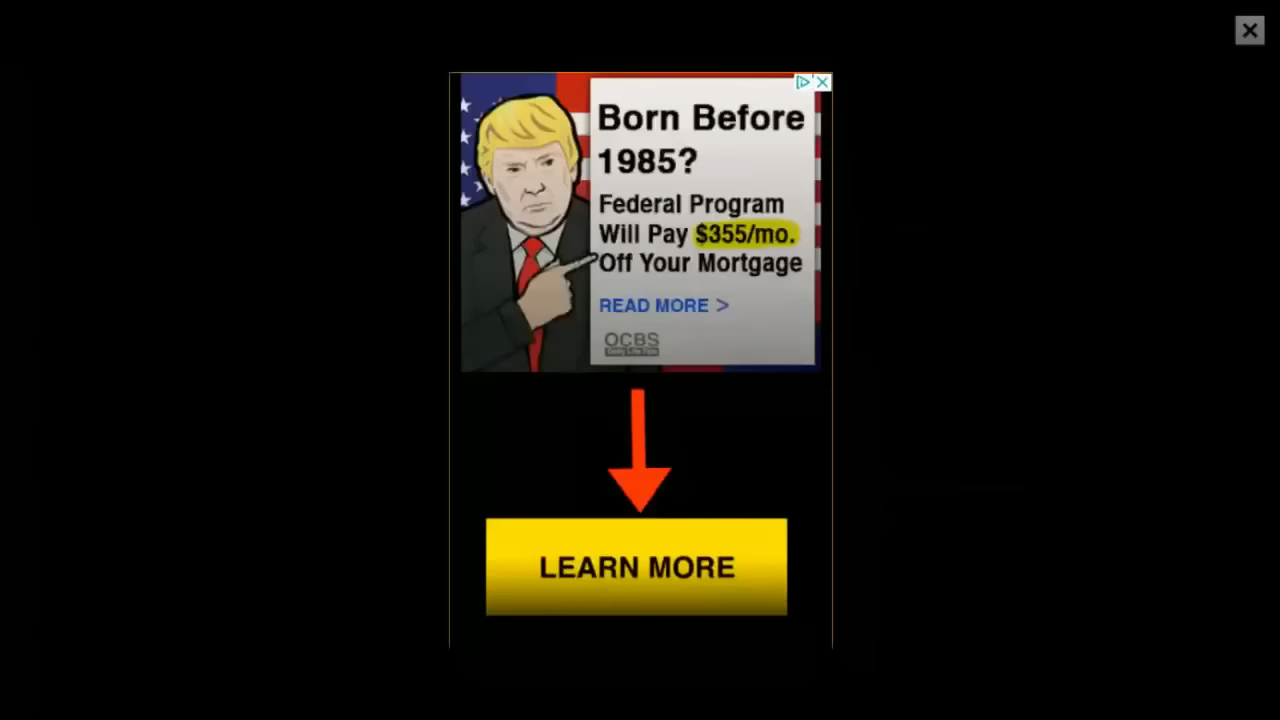 Born Before
1985?
Federal Program
Will Pay $355/mo.
Off Your Mortgage
READ MORE >
OCBS
LEARN MORE